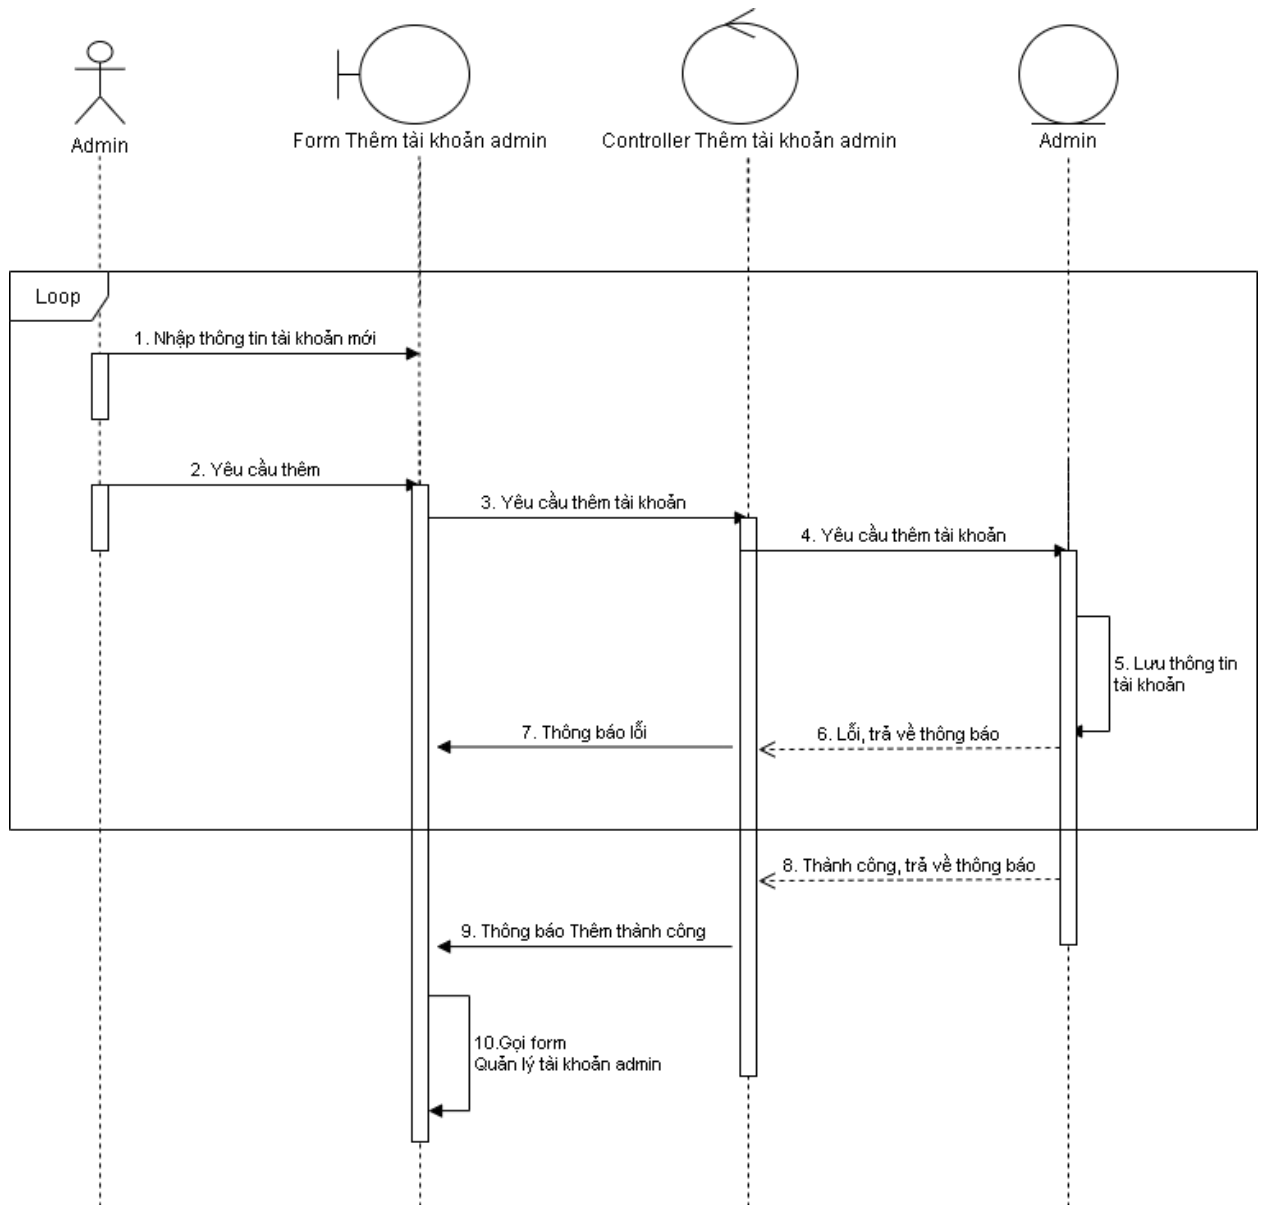 Admin
Form Thêm tài khoản admin
Controller Thêm tài khoản admin
Admin
Loop
1. Nhập thông tin tài khoản mới
2. Yêu cầu thêm
3. Yêu cầu thêm tài khoản
4. Yêu cầu thêm tài khoản
5. Lưu thông tin
tài khoản
6. Lỗi, trả về thông báo
7. Thông báo lỗi
8. Thành công, trả về thông báo
9. Thông báo Thêm thành công
10.Gọi form
Quản lý tài khoản admin